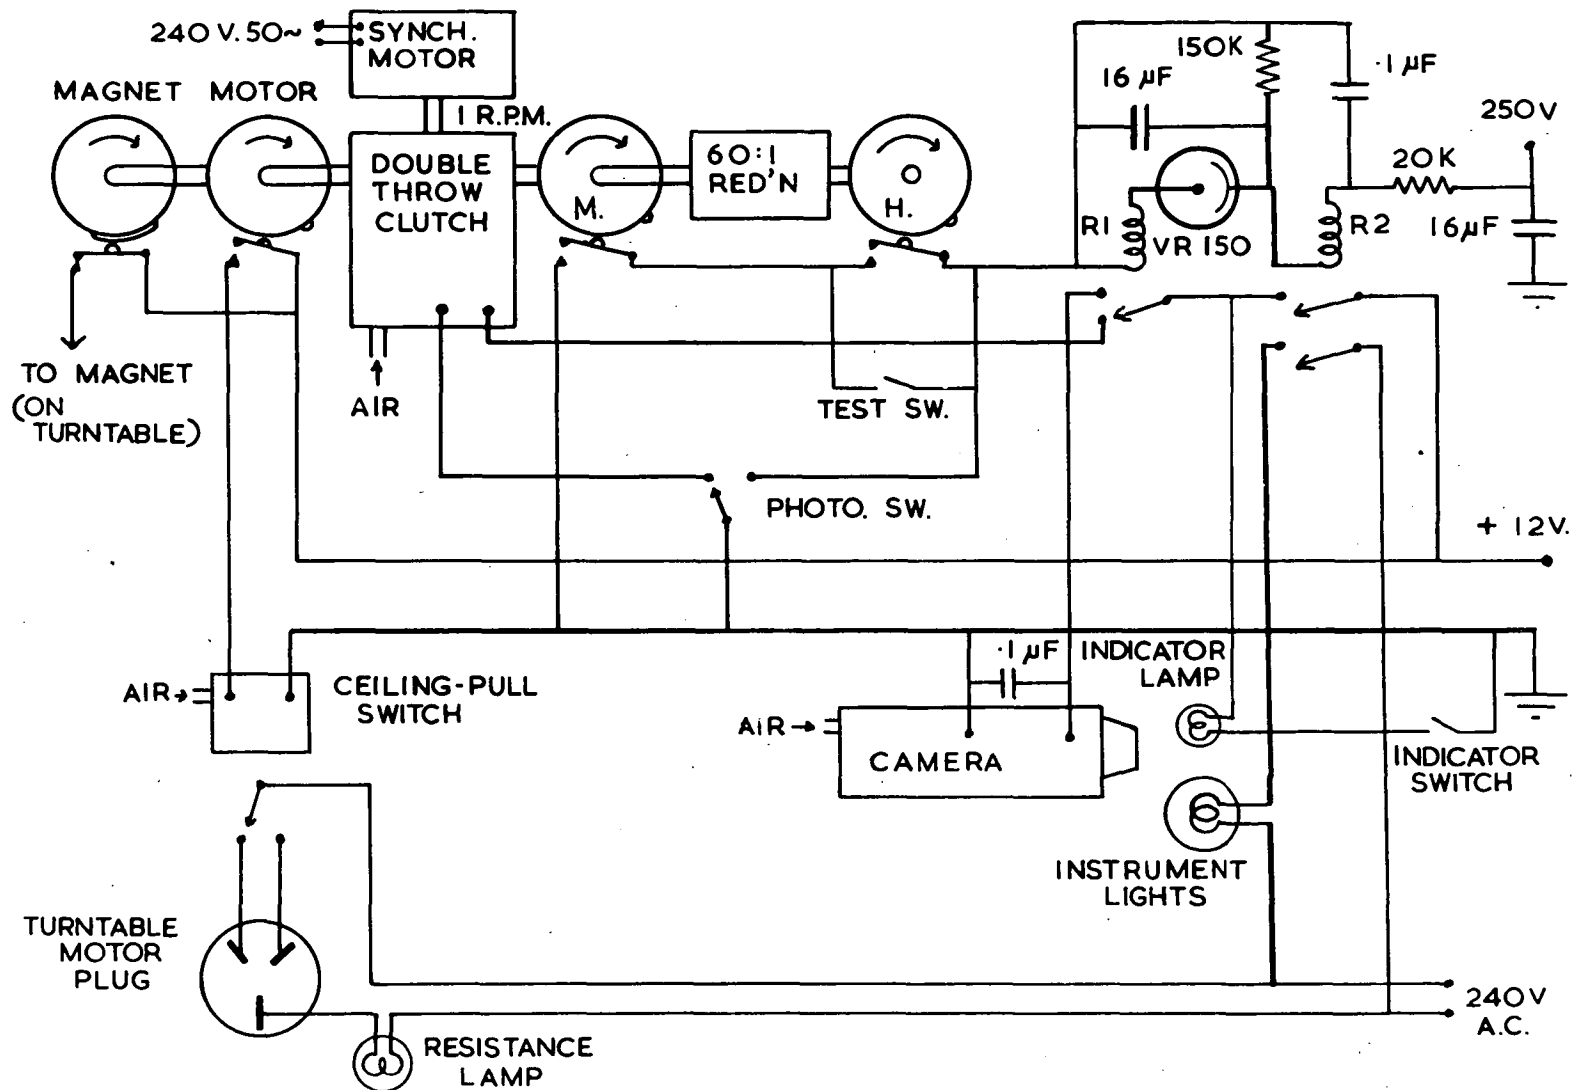 240 V. 50~
SYNCH.
MOTOR
MAGNET
MOTOR
1 R.P.M.
DOUBLE
THROW
CLUTCH
M.
60:1
RED'N
H.
16 µF
150K
·1 µF
250V
20K
R1
VR 150
R2
16µF
TO MAGNET
(ON
TURNTABLE)
AIR
TEST SW.
PHOTO. SW.
+ 12V.
AIR
CEILING-PULL
SWITCH
·1 µF
INDICATOR
LAMP
AIR
CAMERA
INDICATOR
SWITCH
INSTRUMENT
LIGHTS
TURNTABLE
MOTOR
PLUG
240V
A.C.
RESISTANCE
LAMP